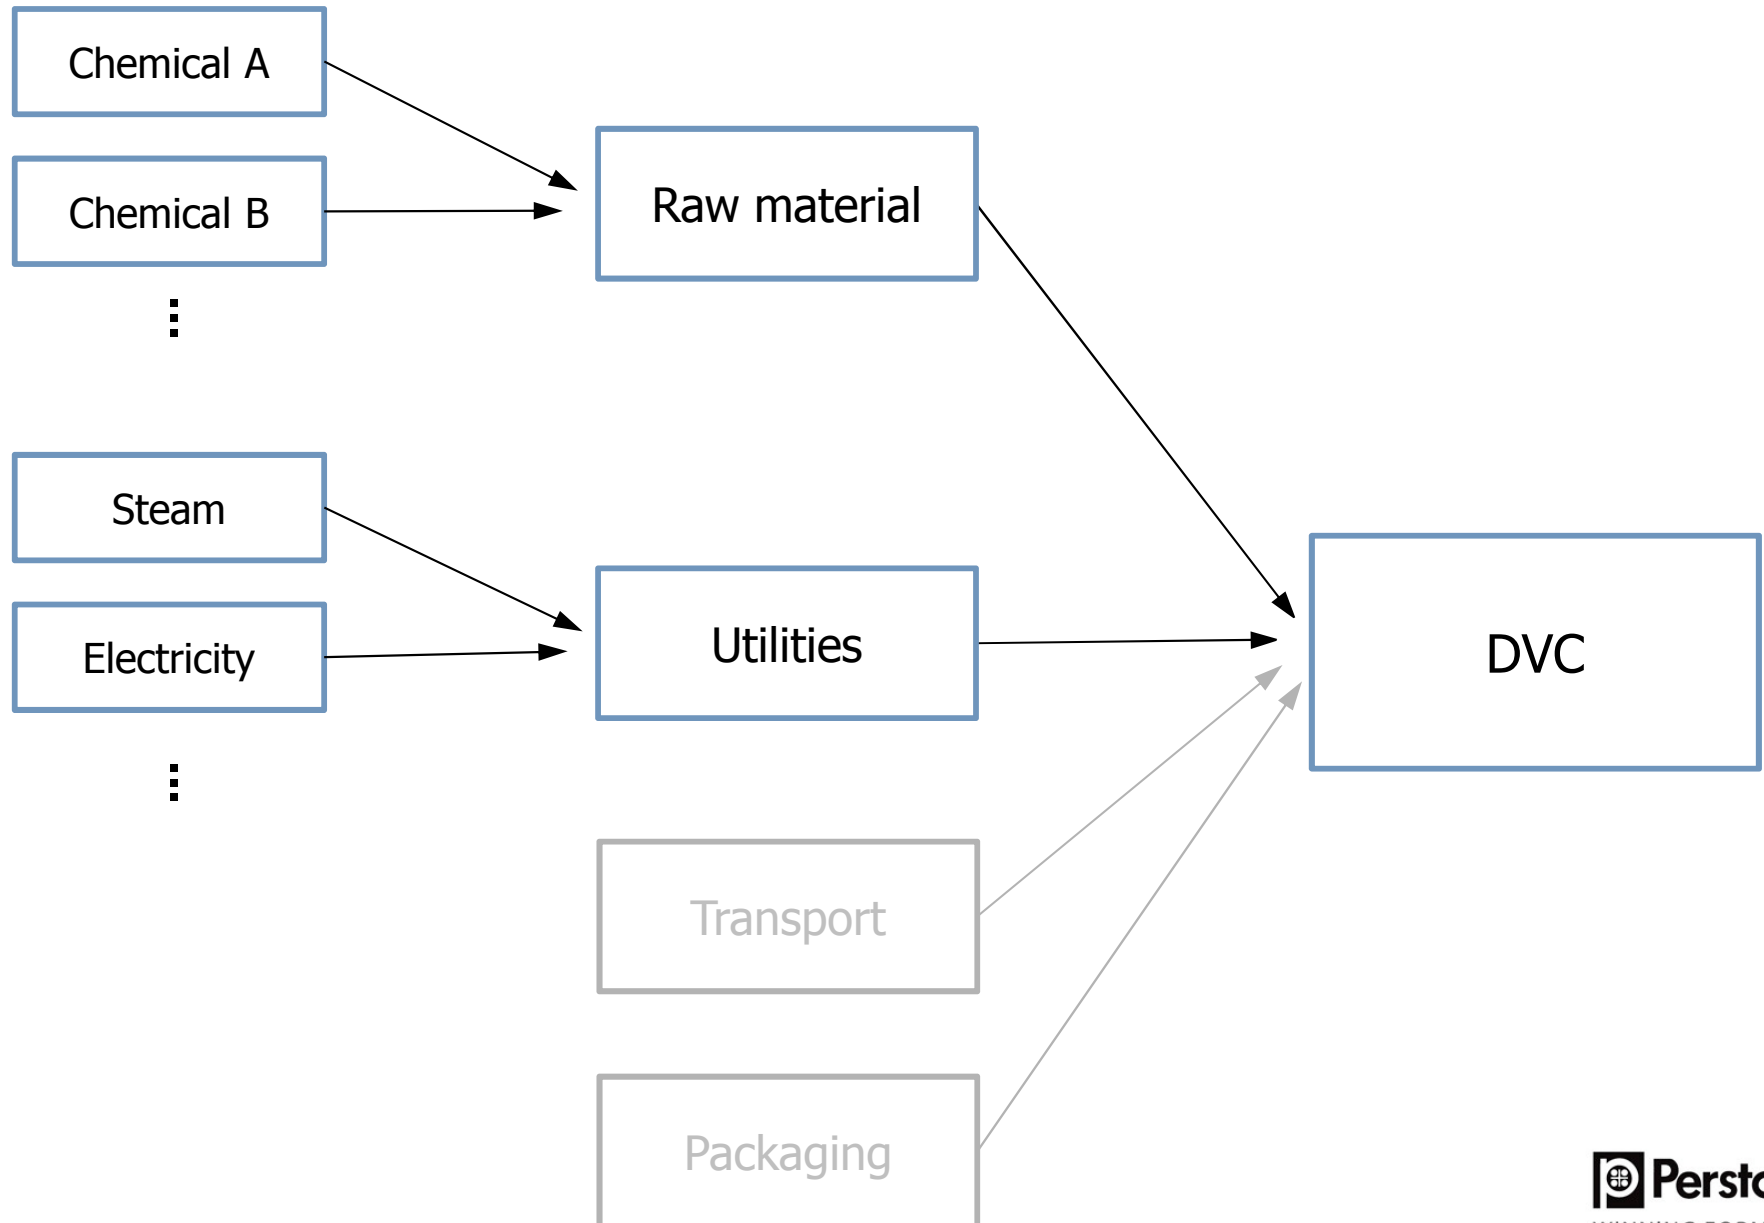 Chemical A
Chemical B
Raw material
Steam
Electricity
Utilities
DVC
Transport
Packaging